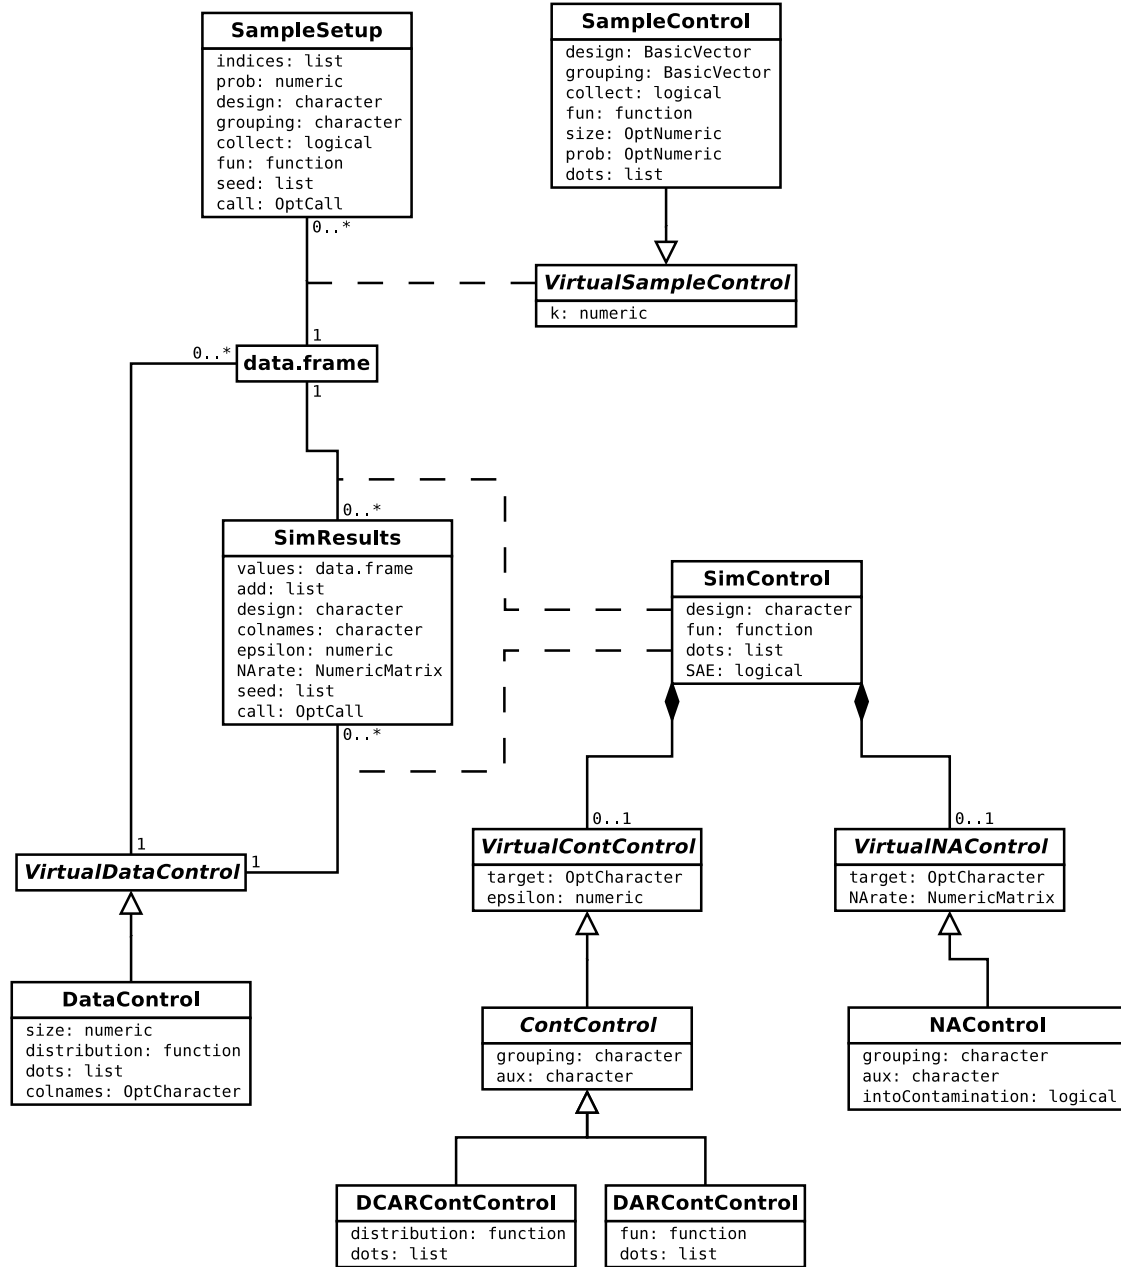 SampleSetup
indices: list
prob: numeric
design: character
grouping: character
collect: logical
fun: function
seed: list
call: OptCall
0..*
SampleControl
design: BasicVector
grouping: BasicVector
collect: logical
fun: function
size: OptNumeric
prob: OptNumeric
dots: list
VirtualSampleControl
k: numeric
1
0..*
data.frame
1
0..*
SimResults
values: data.frame
add: list
design: character
colnames: character
epsilon: numeric
NArate: NumericMatrix
seed: list
call: OptCall
0..*
SimControl
design: character
fun: function
dots: list
SAE: logical
1
VirtualDataControl
1
0..1
VirtualContControl
target: OptCharacter
epsilon: numeric
0..1
VirtualNAControl
target: OptCharacter
NArate: NumericMatrix
DataControl
size: numeric
distribution: function
dots: list
colnames: OptCharacter
ContControl
grouping: character
aux: character
NAControl
grouping: character
aux: character
intoContamination: logical
DCARContControl
distribution: function
dots: list
DARContControl
fun: function
dots: list